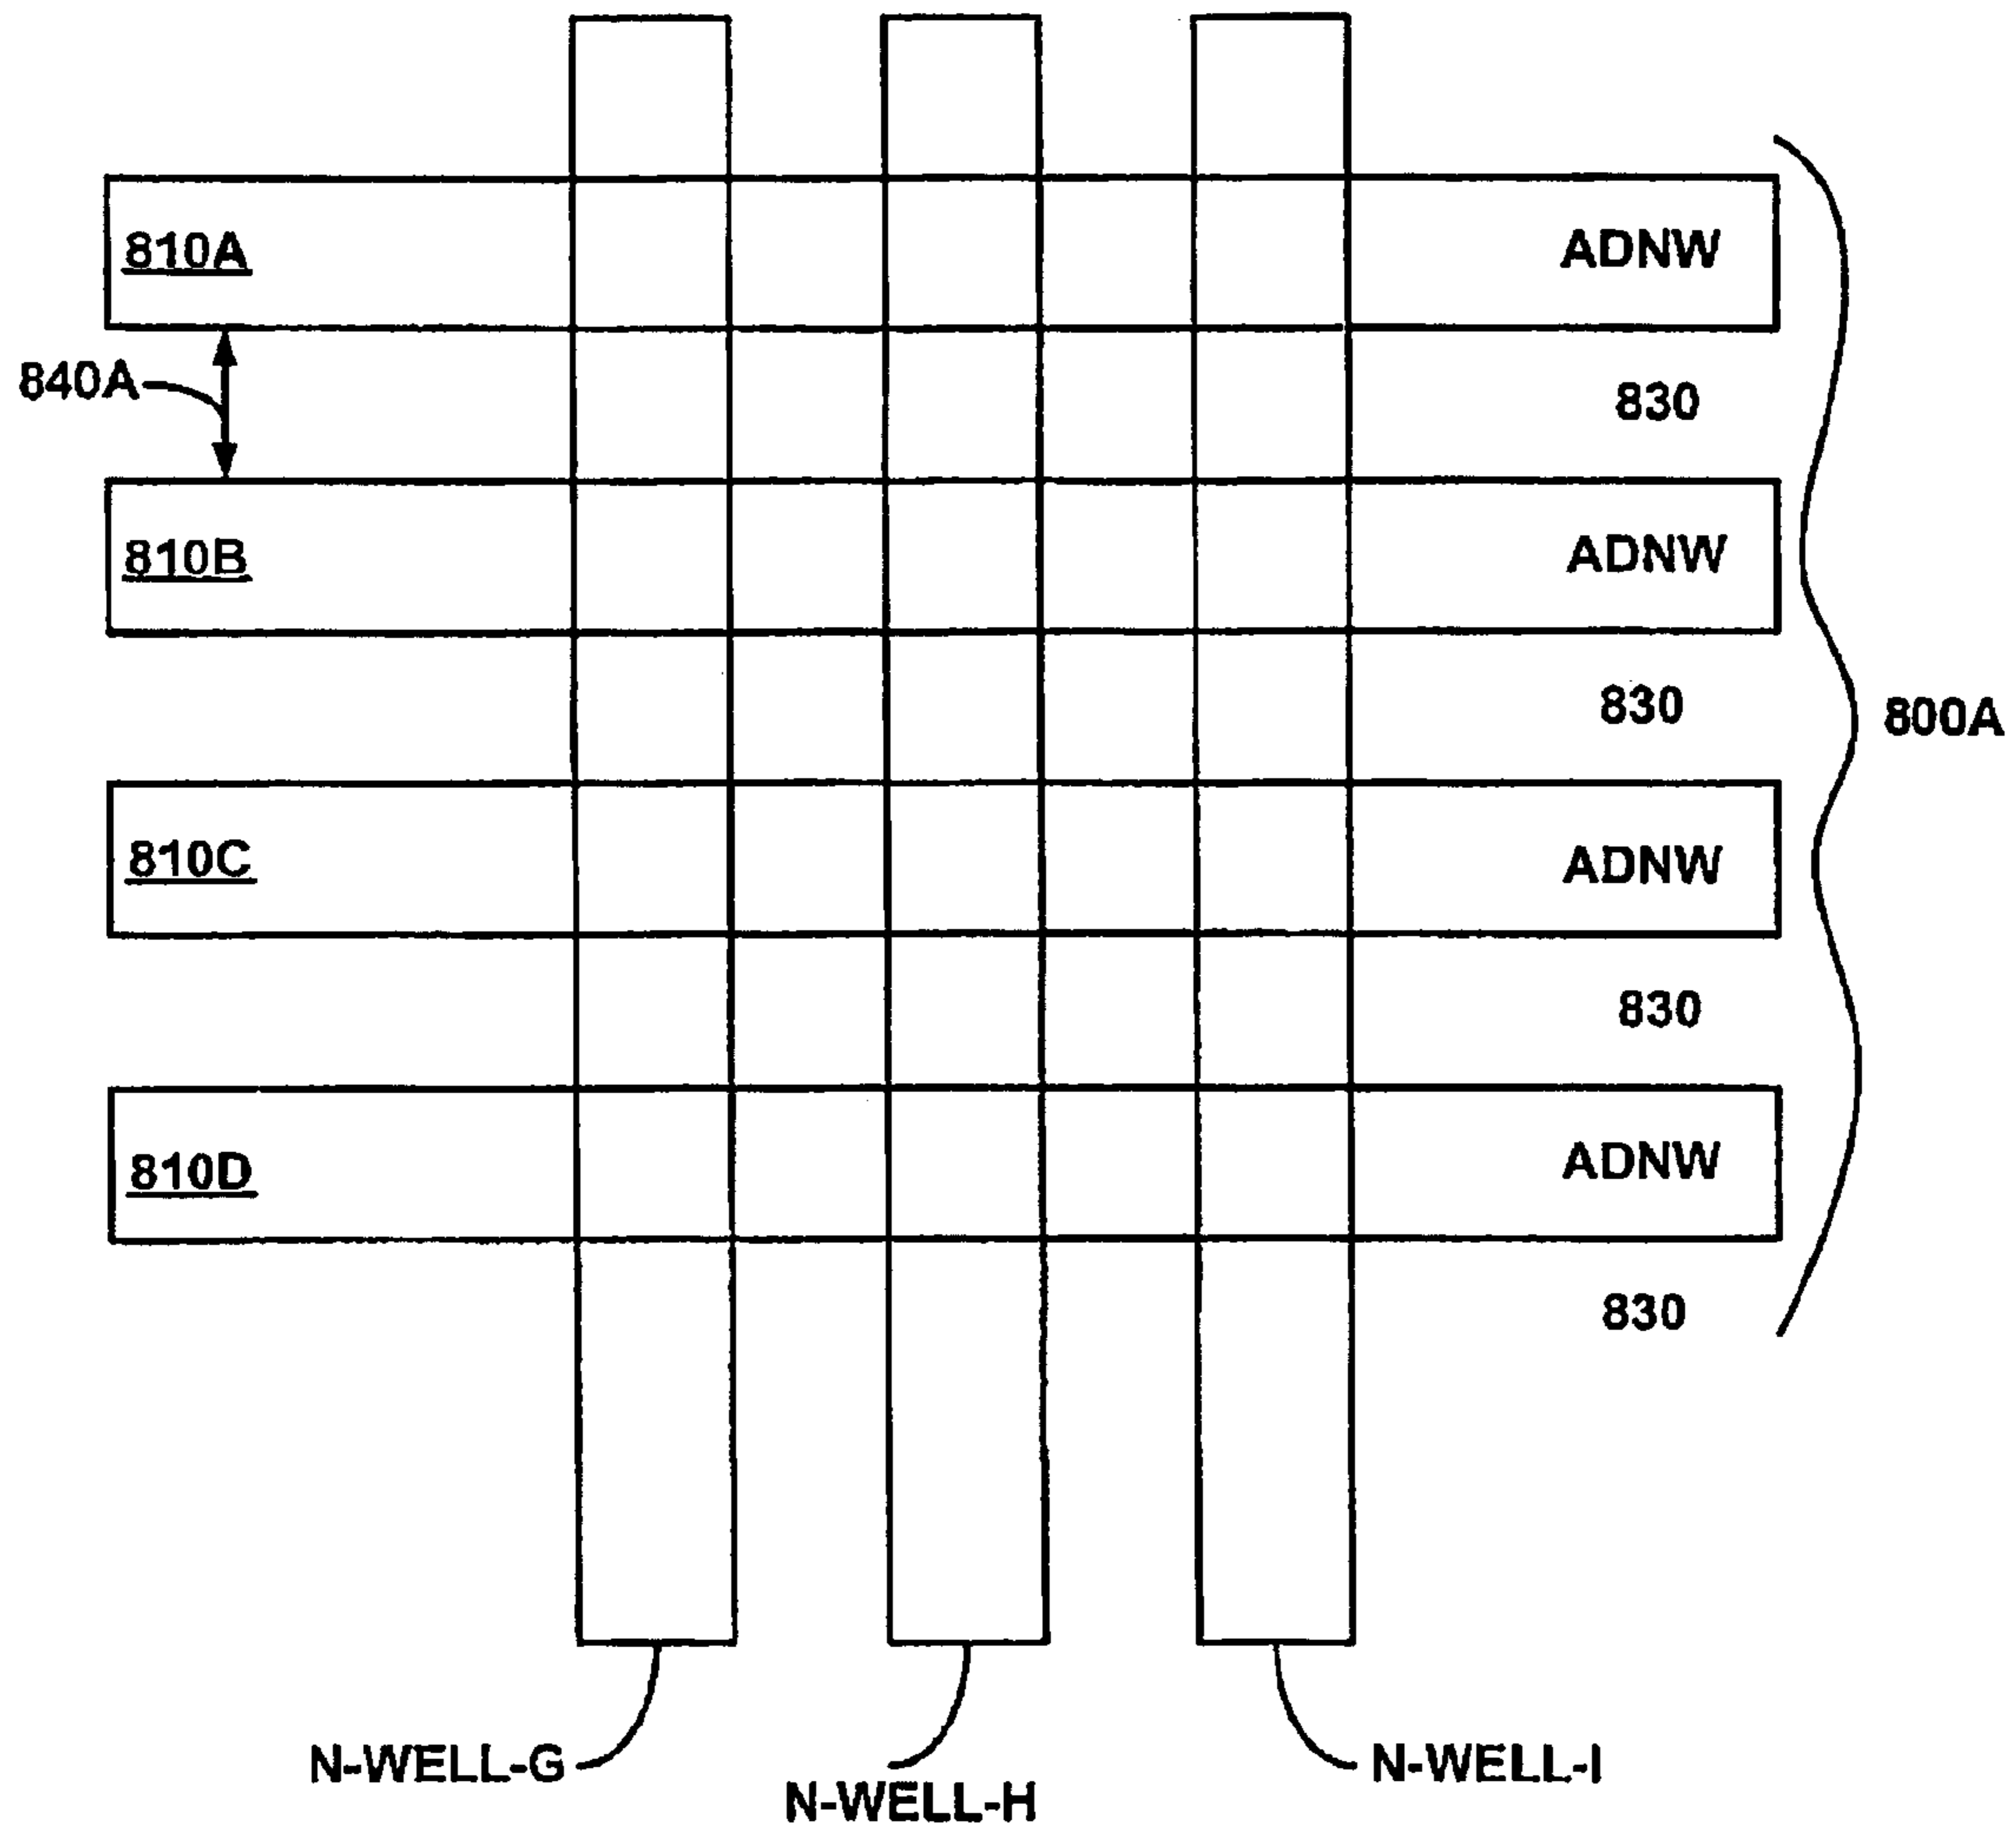 810A ADNW
840A 830
810B ADNW
830
800A
810C ADNW
830
810D ADNW
830
N-WELL-G
N-WELL-H
N-WELL-I